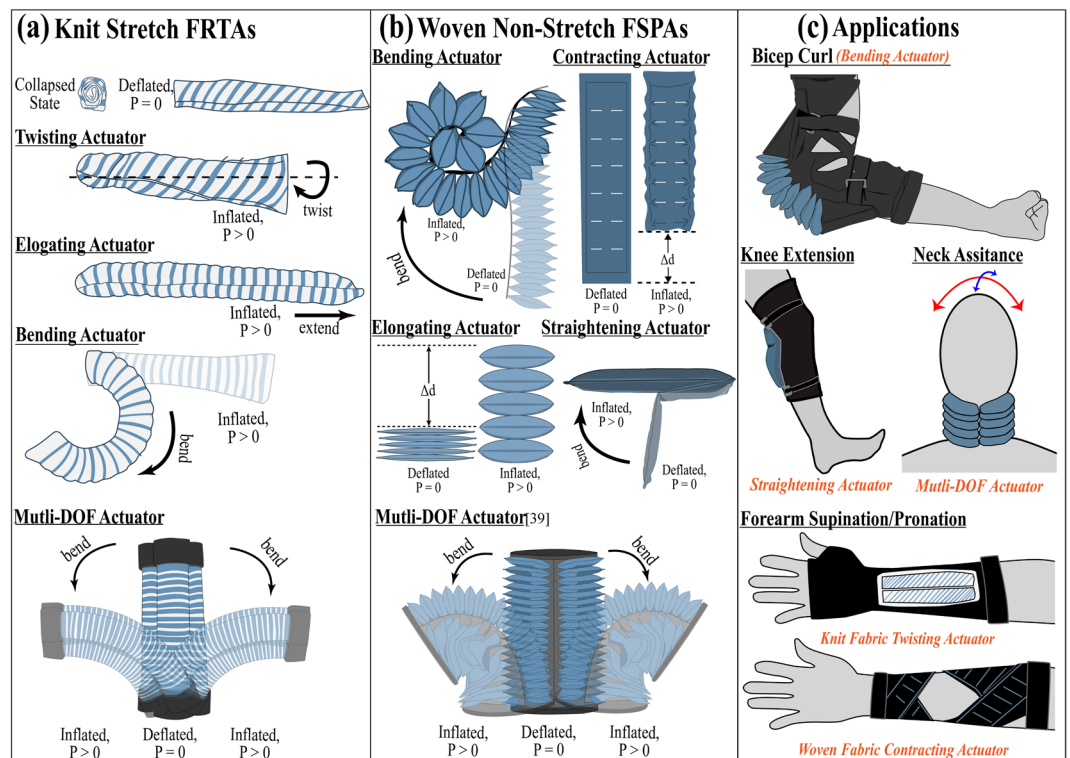 (a) Knit Stretch FRTAs
Collapsed
State
Deflated,
P = 0
Twisting Actuator
Inflated,
P > 0
twist
Elogating Actuator
Inflated,
P > 0
extend
Bending Actuator
Inflated,
P > 0
bend
Mutli-DOF Actuator
bend
bend
Inflated,
P > 0
Deflated,
P = 0
Inflated,
P > 0
(b) Woven Non-Stretch FSPAs
Bending Actuator
Inflated,
P > 0
bend
Deflated
P = 0
Contracting Actuator
Δd
Deflated
P = 0
Inflated,
P > 0
Elongating Actuator
Δd
Deflated
P = 0
Inflated,
P > 0
Straightening Actuator
Inflated,
P > 0
bend
Deflated,
P = 0
Mutli-DOF Actuator[39]
bend
bend
Inflated,
P > 0
Deflated,
P = 0
Inflated,
P > 0
(c) Applications
Bicep Curl (Bending Actuator)
Knee Extension
Straightening Actuator
Neck Assitance
Mutli-DOF Actuator
Forearm Supination/Pronation
Knit Fabric Twisting Actuator
Woven Fabric Contracting Actuator